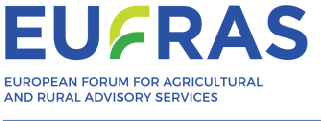 EUFRAS
EUROPEAN FORUM FOR AGRICULTURAL
AND RURAL ADVISORY SERVICES